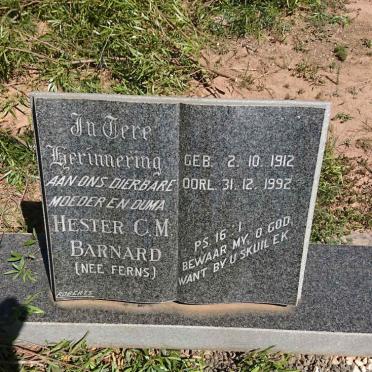 In Tere
Herinnering
AAN ONS DIERBARE
MOEDER EN OUMA
HESTER C.M.
BARNARD
(NEE FERNS)
ROBERTS
GEB. 2. 10. 1912
OORL. 31. 12. 1992
PS. 16 - 1
BEWAAR MY, O GOD,
WANT BY U SKUIL EK